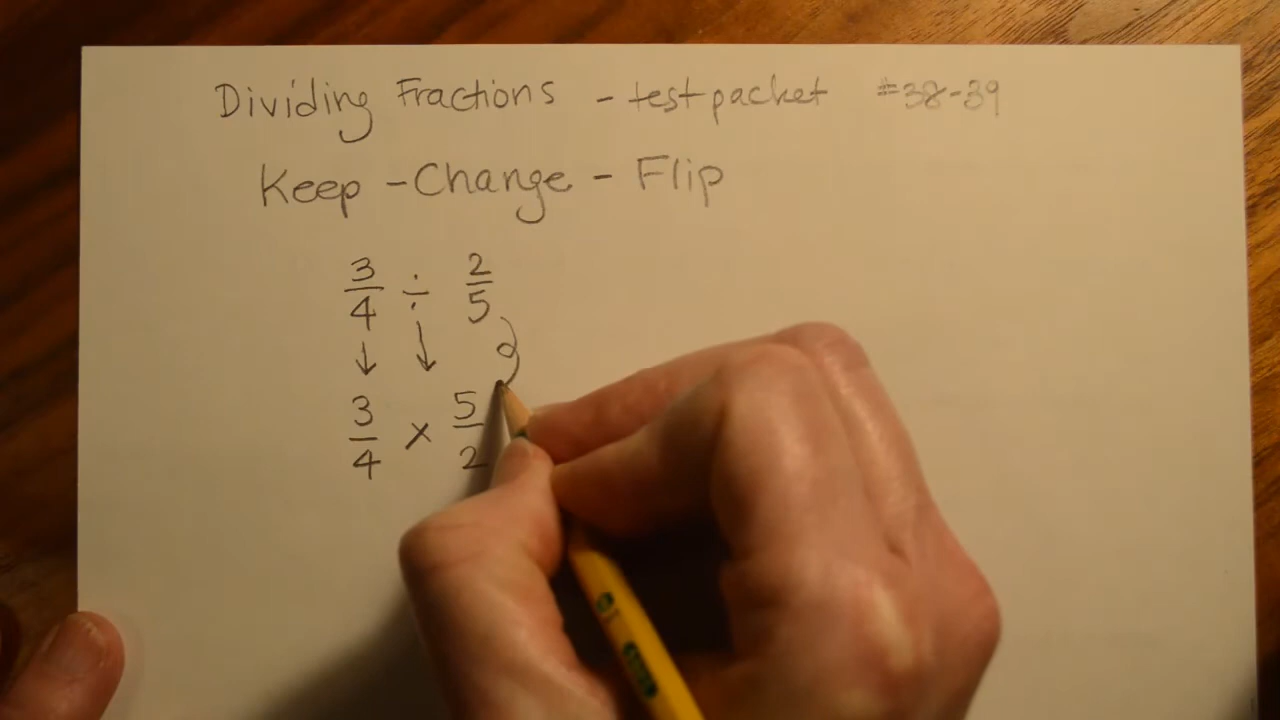 Dividing Fractions - test packet #38-39
Keep - Change - Flip
3/4 ÷ 2/5
3/4 × 5/2